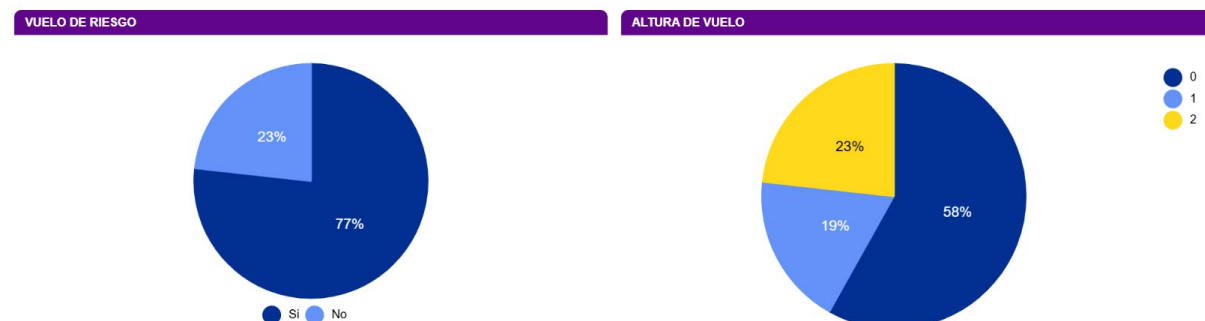 VUELO DE RIESGO
23%
77%
Si No
ALTURA DE VUELO
0
1
2
23%
19%
58%